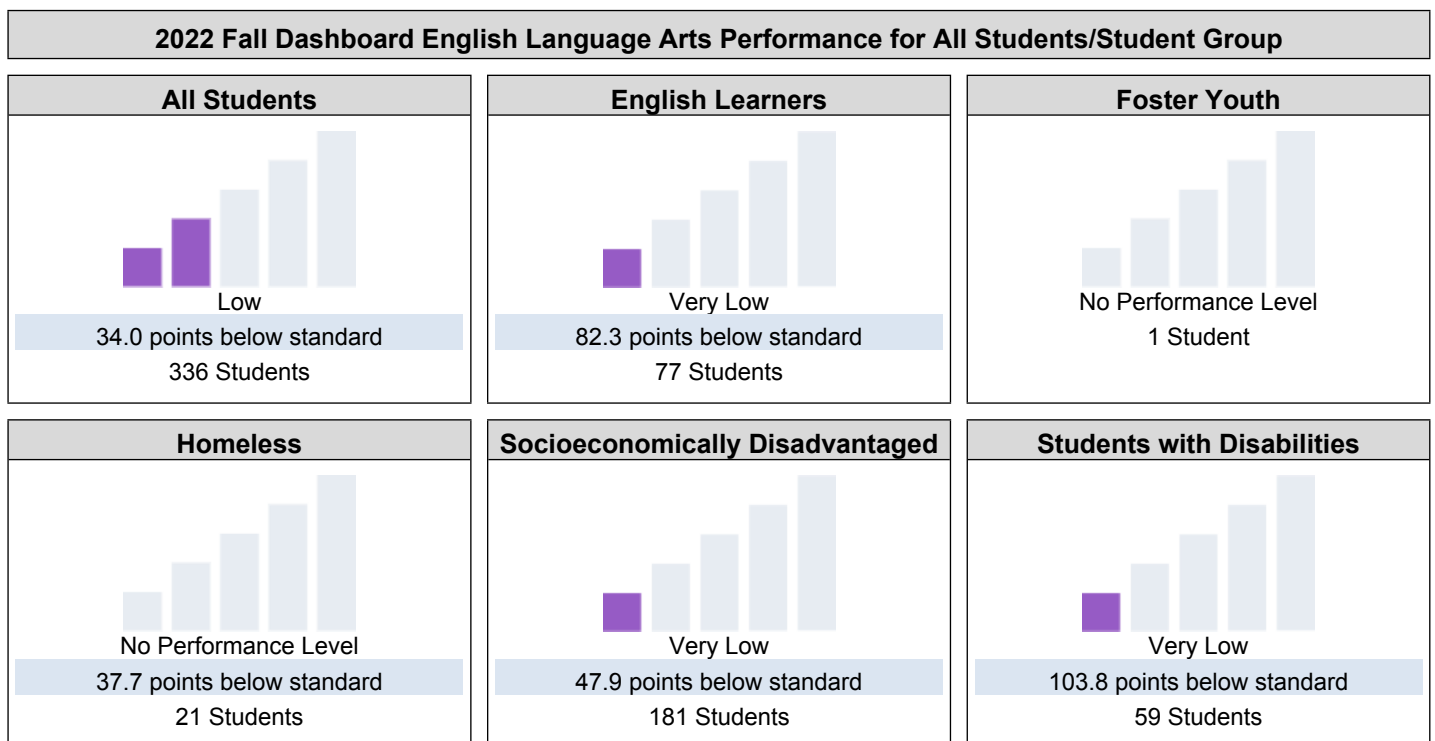 2022 Fall Dashboard English Language Arts Performance for All Students/Student Group
All Students
Low
34.0 points below standard
336 Students
English Learners
Very Low
82.3 points below standard
77 Students
Foster Youth
No Performance Level
1 Student
Homeless
No Performance Level
37.7 points below standard
21 Students
Socioeconomically Disadvantaged
Very Low
47.9 points below standard
181 Students
Students with Disabilities
Very Low
103.8 points below standard
59 Students